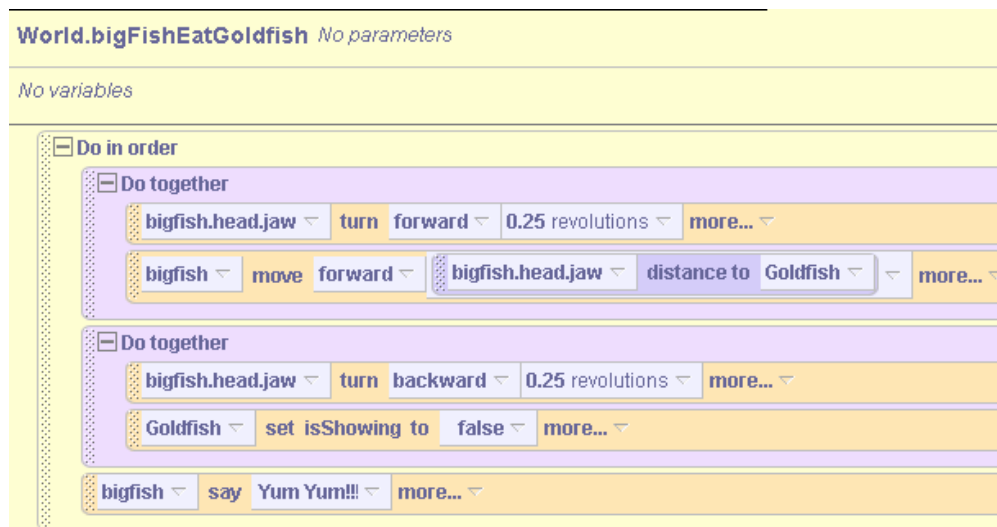 World.bigFishEatGoldfish No parameters
No variables
Do in order
Do together
bigfish.head.jaw turn forward 0.25 revolutions more...
bigfish move forward bigfish.head.jaw distance to Goldfish more...
Do together
bigfish.head.jaw turn backward 0.25 revolutions more...
Goldfish set isShowing to false more...
bigfish say Yum Yum!!! more...